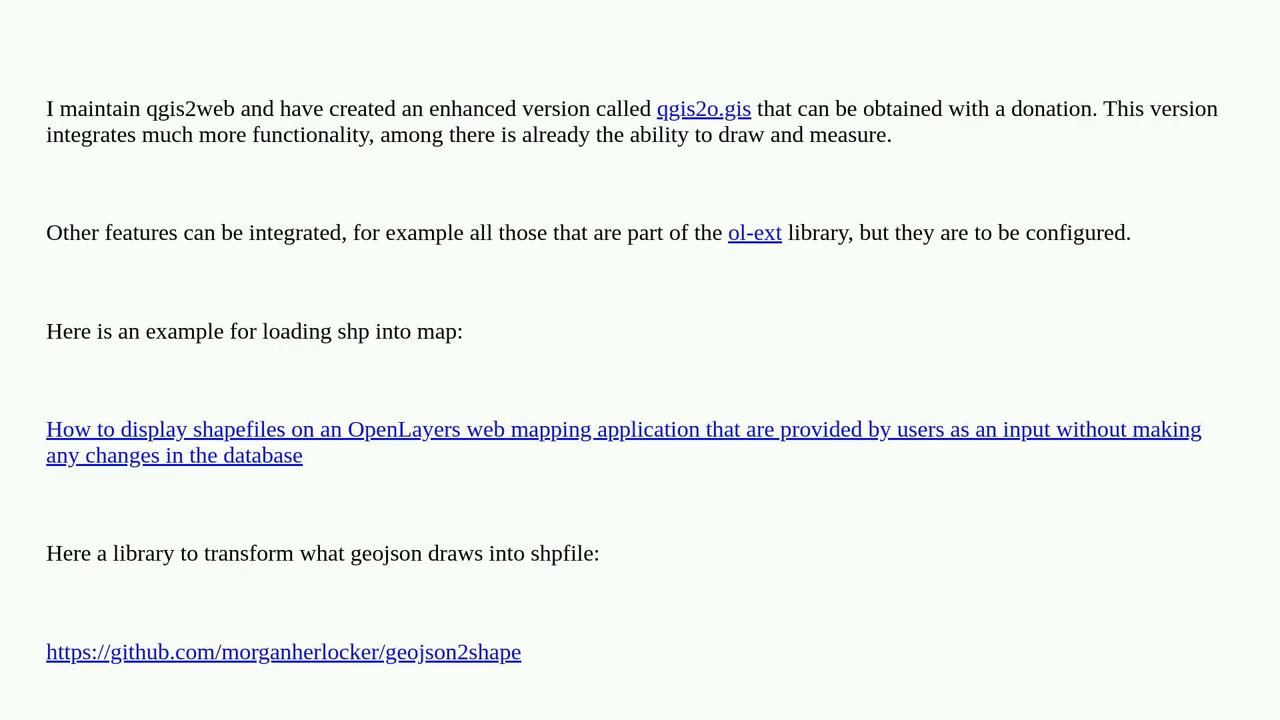 I maintain qgis2web and have created an enhanced version called qgis2o.gis that can be obtained with a donation. This version
integrates much more functionality, among there is already the ability to draw and measure.
Other features can be integrated, for example all those that are part of the ol-ext library, but they are to be configured.
Here is an example for loading shp into map:
How to display shapefiles on an OpenLayers web mapping application that are provided by users as an input without making
any changes in the database
Here a library to transform what geojson draws into shpfile:
https://github.com/morganherlocker/geojson2shape